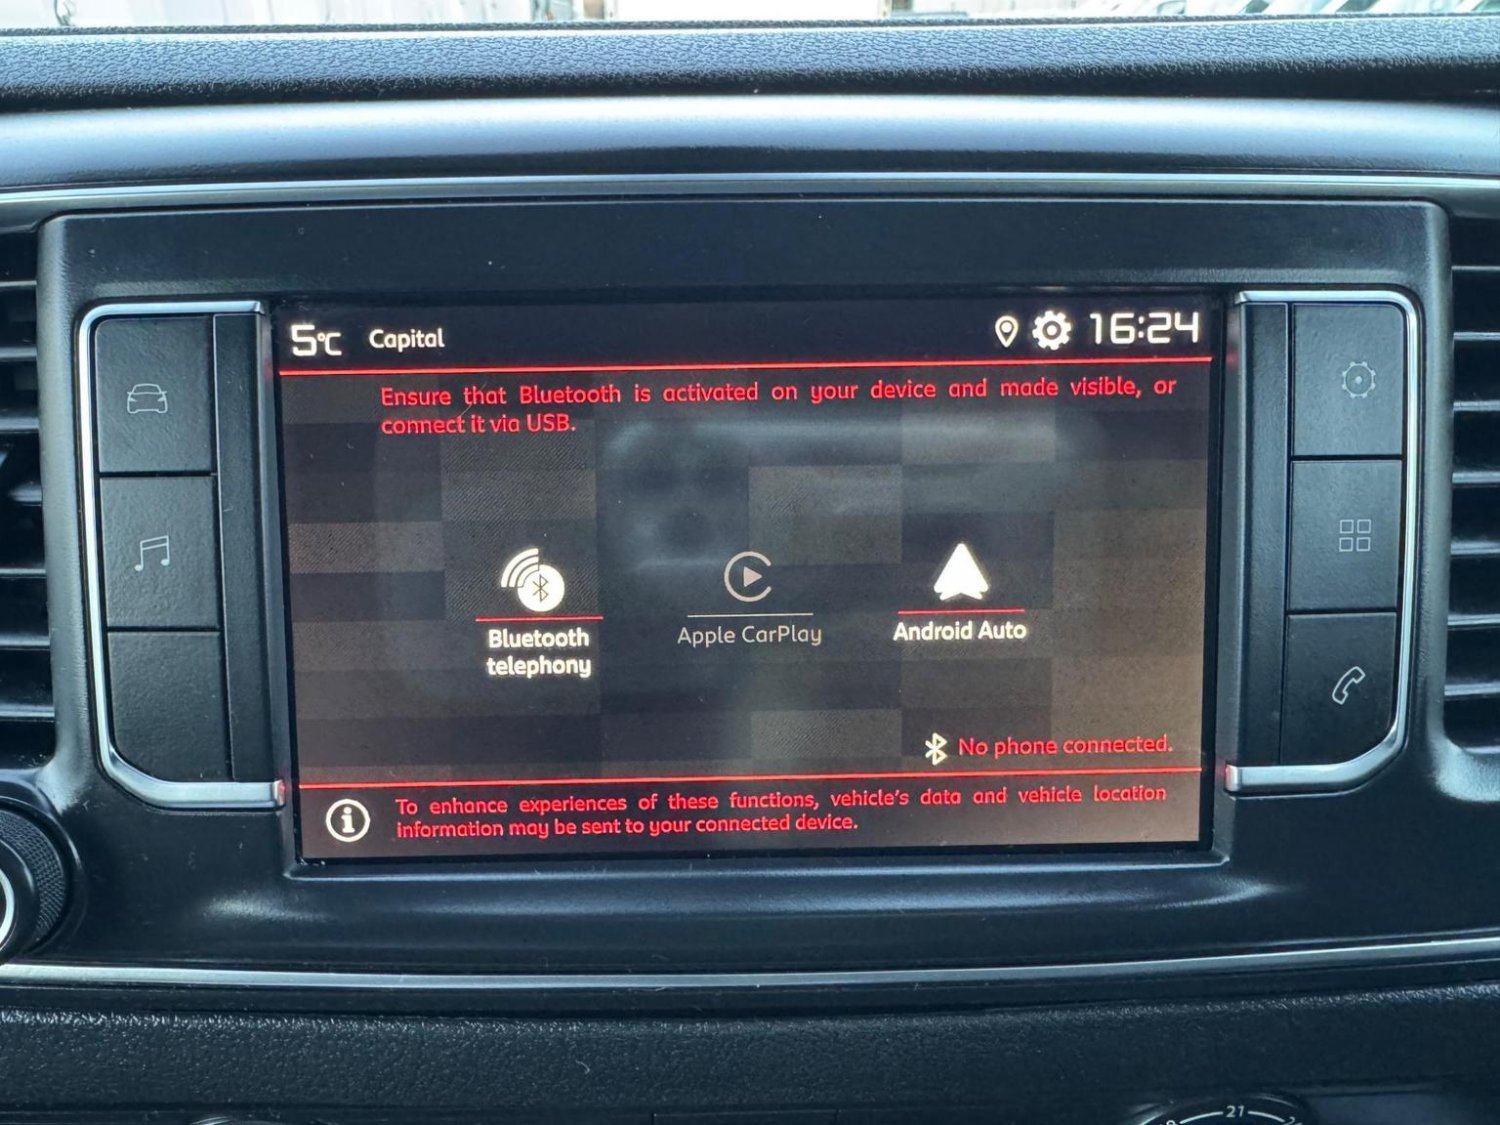 5°C Capital 16:24
Ensure that Bluetooth is activated on your device and made visible, or
connect it via USB.
Bluetooth
telephony
Apple CarPlay
Android Auto
No phone connected.
To enhance experiences of these functions, vehicle's data and vehicle location
information may be sent to your connected device.
21